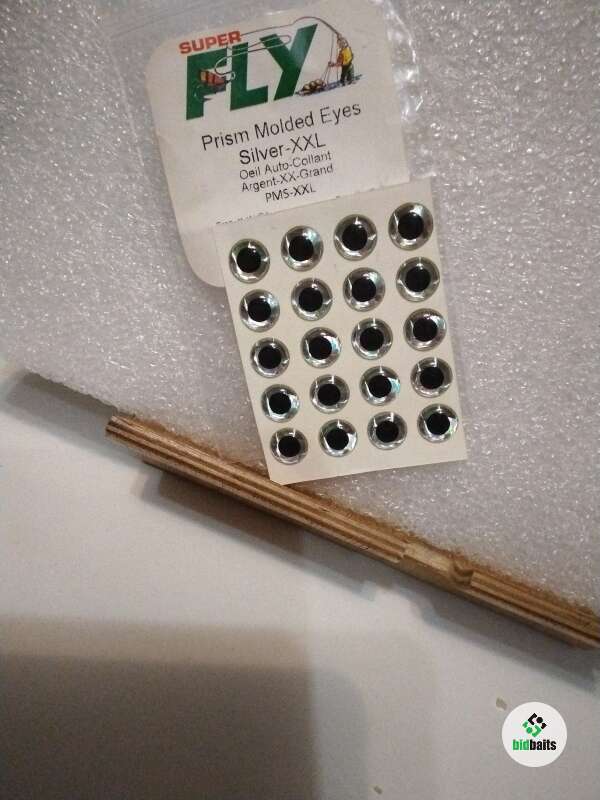 SUPER
FLY
Prism Molded Eyes
Silver-XXL
Oeil Auto-Collant
Argent-XX-Grand
PMS-XXL
bidbaits